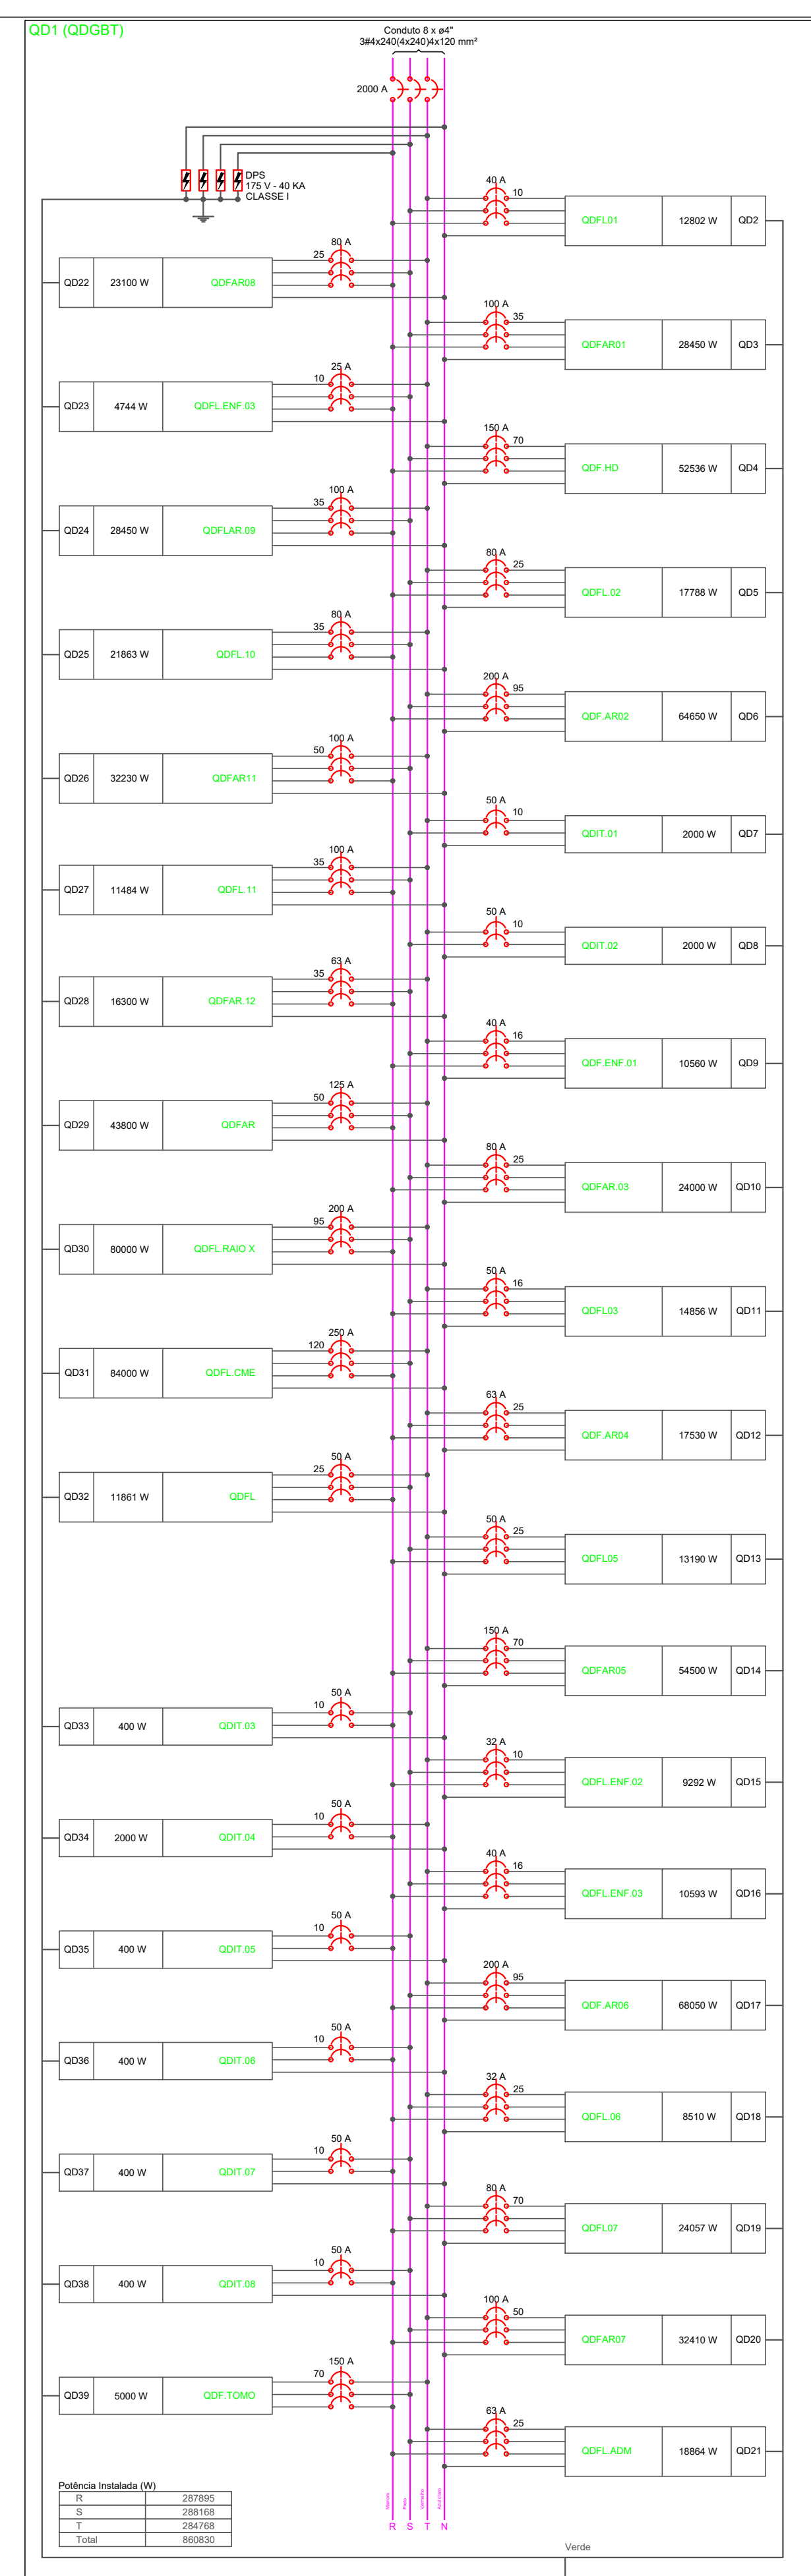 QD1 (QDGBT)
Conduto 8 x ø4"
3#4x240(4x240)4x120 mm²
2000 A
DPS
175 V - 40 KA
CLASSE I
40 A
10
QDFL01 12802 W QD2
80 A
25
QD22 23100 W QDFAR08
100 A
35
QDFAR01 28450 W QD3
25 A
10
QD23 4744 W QDFL.ENF.03
150 A
70
QDF.HD 52536 W QD4
100 A
35
QD24 28450 W QDFLAR.09
80 A
25
QDFL.02 17788 W QD5
80 A
35
QD25 21863 W QDFL.10
200 A
95
QDF.AR02 64650 W QD6
100 A
50
QD26 32230 W QDFAR11
50 A
10
QDIT.01 2000 W QD7
100 A
35
QD27 11484 W QDFL.11
50 A
10
QDIT.02 2000 W QD8
63 A
35
QD28 16300 W QDFAR.12
40 A
16
QDF.ENF.01 10560 W QD9
125 A
50
QD29 43800 W QDFAR
80 A
25
QDFAR.03 24000 W QD10
200 A
95
QD30 80000 W QDFL.RAIO X
50 A
16
QDFL03 14856 W QD11
250 A
120
QD31 84000 W QDFL.CME
63 A
25
QDF.AR04 17530 W QD12
50 A
25
QD32 11861 W QDFL
50 A
25
QDFL05 13190 W QD13
150 A
70
QDFAR05 54500 W QD14
50 A
10
QD33 400 W QDIT.03
32 A
10
QDFL.ENF.02 9292 W QD15
50 A
10
QD34 2000 W QDIT.04
40 A
16
QDFL.ENF.03 10593 W QD16
50 A
10
QD35 400 W QDIT.05
200 A
95
QDF.AR06 68050 W QD17
50 A
10
QD36 400 W QDIT.06
32 A
25
QDFL.06 8510 W QD18
50 A
10
QD37 400 W QDIT.07
80 A
70
QDFL07 24057 W QD19
50 A
10
QD38 400 W QDIT.08
100 A
50
QDFAR07 32410 W QD20
150 A
70
QD39 5000 W QDF.TOMO
63 A
25
QDFL.ADM 18864 W QD21
Potência Instalada (W)
R 287895
S 288168
T 284768
Total 860830
Marrom
Preto
Vermelho
R S T N
Verde